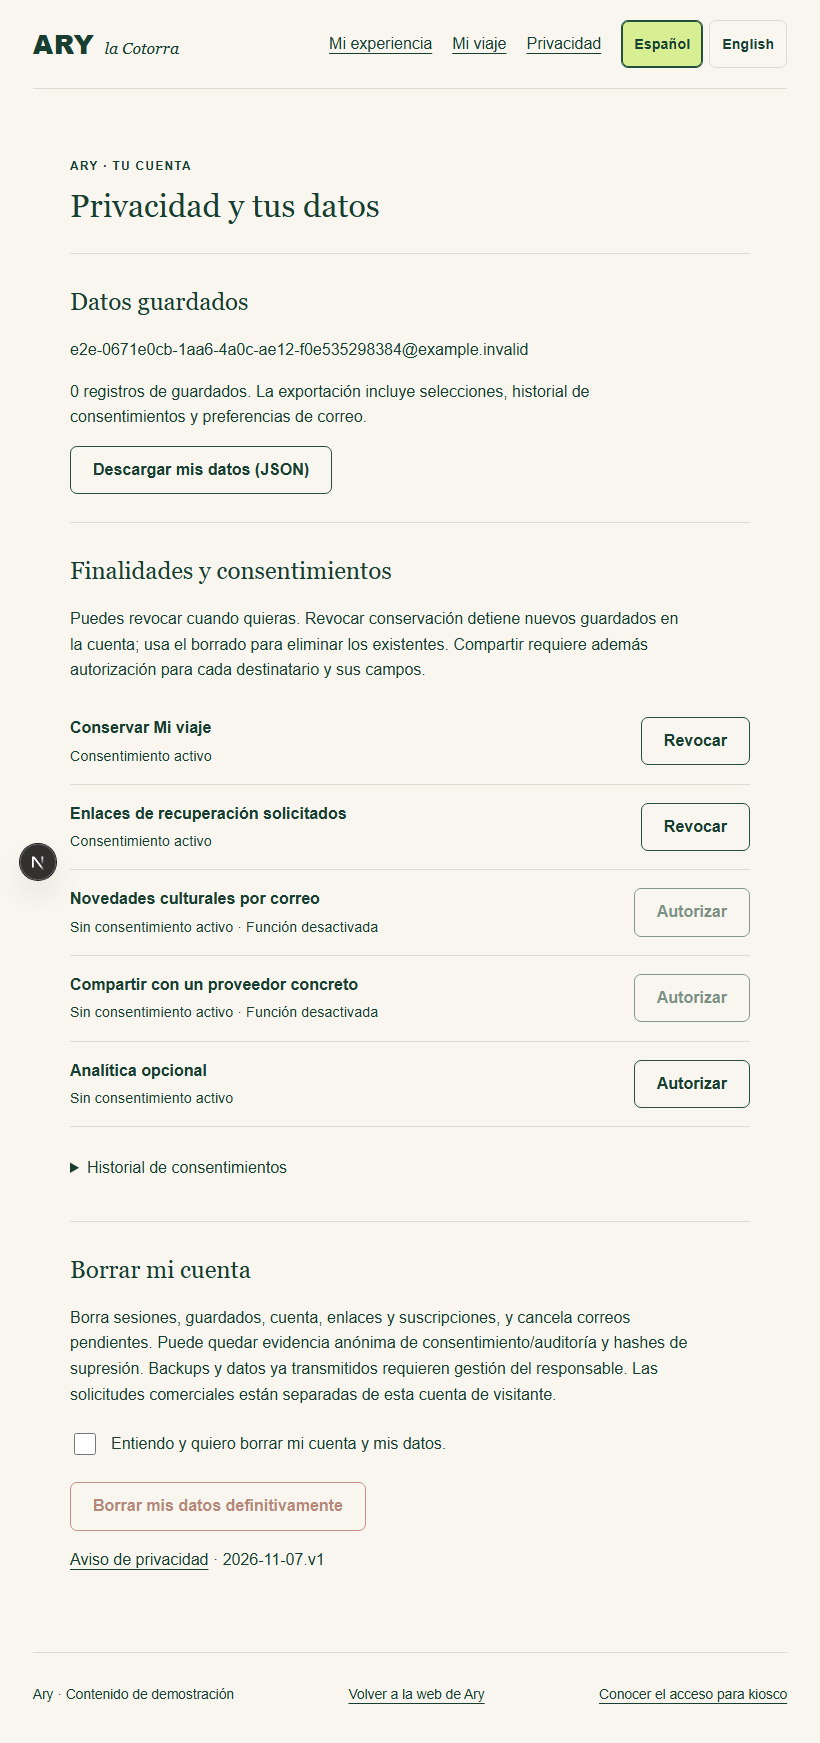 ARY la Cotorra
Mi experiencia
Mi viaje
Privacidad
Español
English
ARY · TU CUENTA
Privacidad y tus datos
Datos guardados
e2e-0671e0cb-1aa6-4a0c-ae12-f0e535298384@example.invalid
0 registros de guardados. La exportación incluye selecciones, historial de
consentimientos y preferencias de correo.
Descargar mis datos (JSON)
Finalidades y consentimientos
Puedes revocar cuando quieras. Revocar conservación detiene nuevos guardados en
la cuenta; usa el borrado para eliminar los existentes. Compartir requiere además
autorización para cada destinatario y sus campos.
Conservar Mi viaje
Consentimiento activo
Revocar
Enlaces de recuperación solicitados
Consentimiento activo
Revocar
N
Novedades culturales por correo
Sin consentimiento activo · Función desactivada
Autorizar
Compartir con un proveedor concreto
Sin consentimiento activo · Función desactivada
Autorizar
Analítica opcional
Sin consentimiento activo
Autorizar
Historial de consentimientos
Borrar mi cuenta
Borra sesiones, guardados, cuenta, enlaces y suscripciones, y cancela correos
pendientes. Puede quedar evidencia anónima de consentimiento/auditoría y hashes de
supresión. Backups y datos ya transmitidos requieren gestión del responsable. Las
solicitudes comerciales están separadas de esta cuenta de visitante.
Entiendo y quiero borrar mi cuenta y mis datos.
Borrar mis datos definitivamente
Aviso de privacidad · 2026-11-07.v1
Ary · Contenido de demostración
Volver a la web de Ary
Conocer el acceso para kiosco